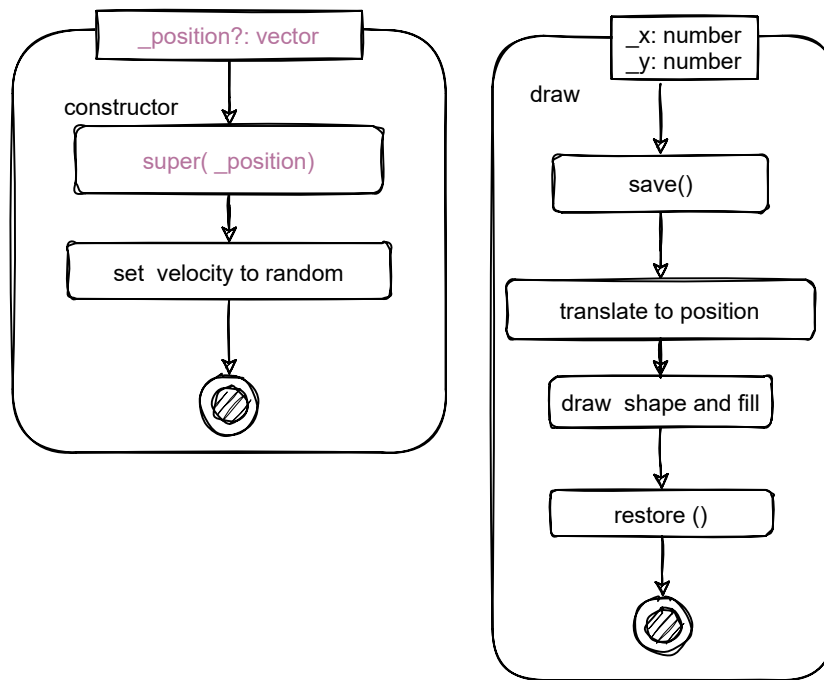 _position?: vector
constructor
super( _position)
set  velocity to random
_x: number
_y: number
draw
save()
translate to position
draw  shape and fill
restore ()